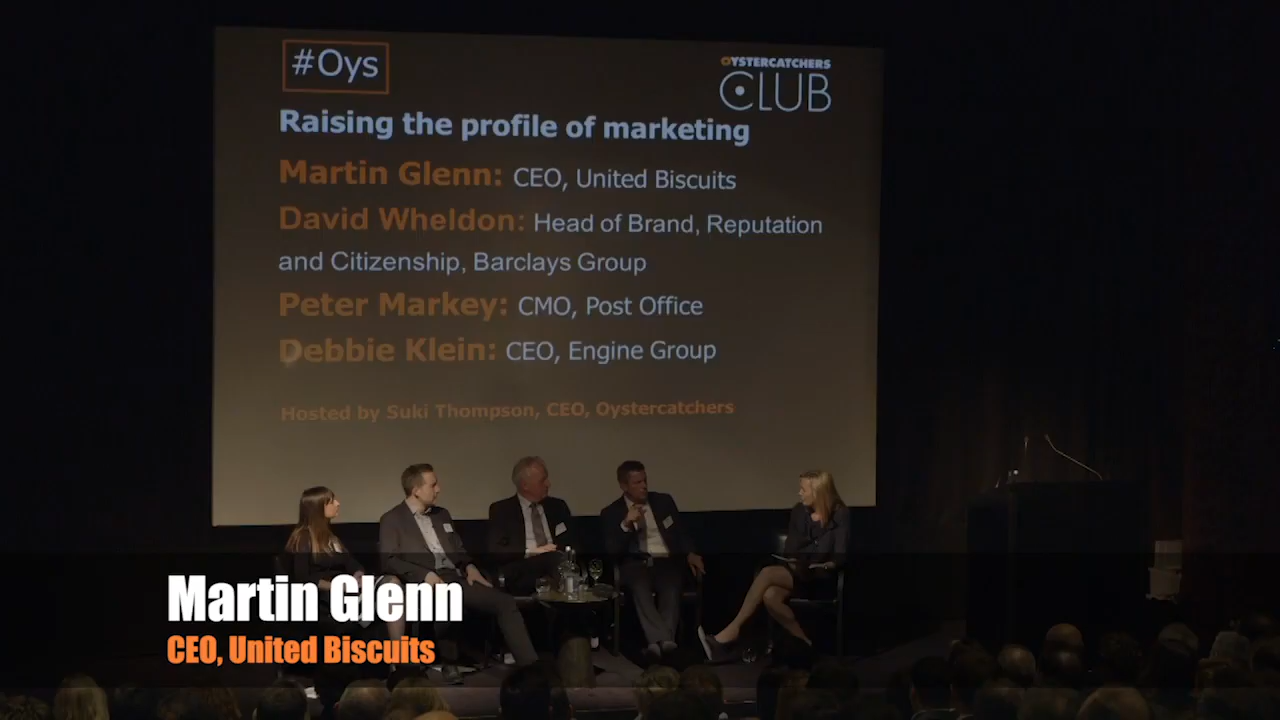 #Oys
OYSTERCATCHERS
CLUB
Raising the profile of marketing
Martin Glenn: CEO, United Biscuits
David Wheldon: Head of Brand, Reputation
and Citizenship, Barclays Group
Peter Markey: CMO, Post Office
Debbie Klein: CEO, Engine Group
Hosted by Suki Thompson, CEO, Oystercatchers
Martin Glenn
CEO, United Biscuits